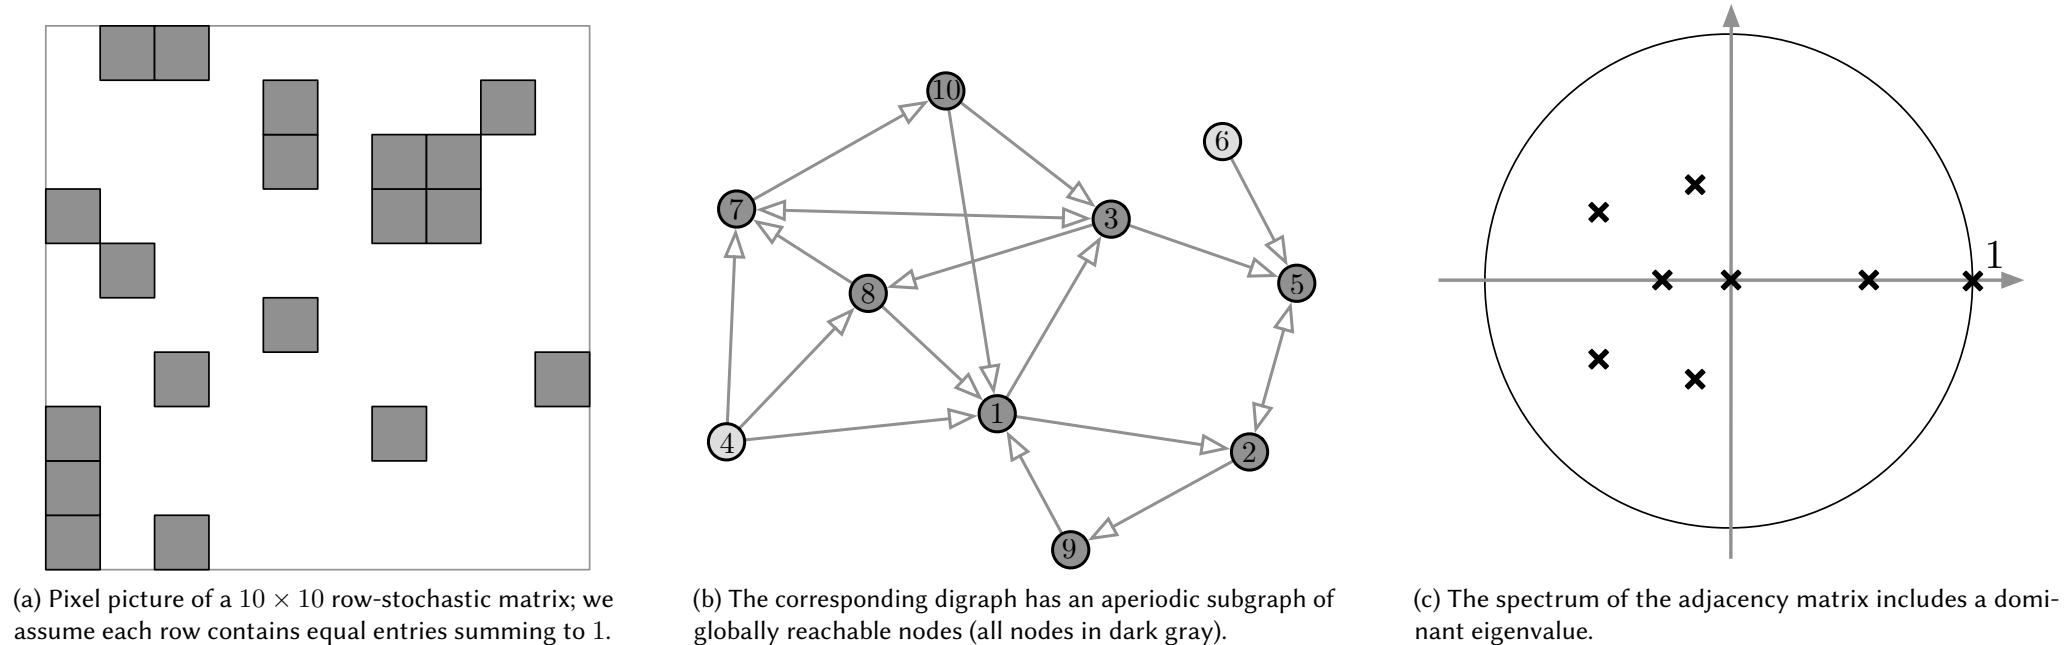 10
6
7
3
5
8
4
1
2
9
1
(a) Pixel picture of a 10 × 10 row-stochastic matrix; we
assume each row contains equal entries summing to 1.
(b) The corresponding digraph has an aperiodic subgraph of
globally reachable nodes (all nodes in dark gray).
(c) The spectrum of the adjacency matrix includes a domi-
nant eigenvalue.